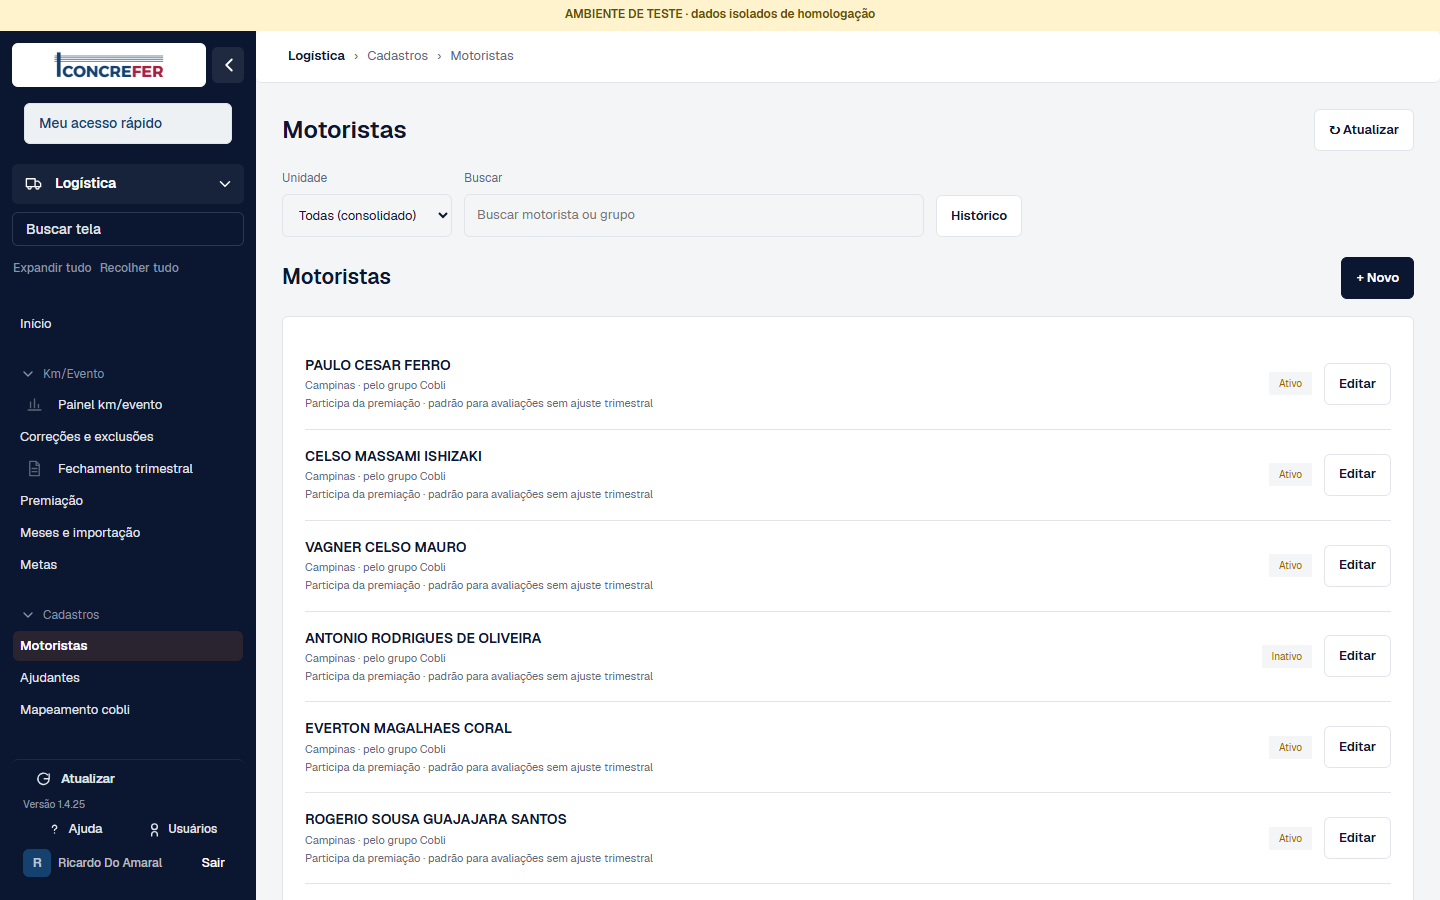 AMBIENTE DE TESTE · dados isolados de homologação
CONCREFER
Meu acesso rápido
Logística
Buscar tela
Expandir tudo Recolher tudo
Início
Km/Evento
Painel km/evento
Correções e exclusões
Fechamento trimestral
Premiação
Meses e importação
Metas
Cadastros
Motoristas
Ajudantes
Mapeamento cobli
Atualizar
Versão 1.4.25
? Ajuda
Usuários
R Ricardo Do Amaral Sair
Logística › Cadastros › Motoristas
Motoristas
↻ Atualizar
Unidade
Buscar
Todas (consolidado)
Buscar motorista ou grupo
Histórico
Motoristas
+ Novo
PAULO CESAR FERRO
Campinas · pelo grupo Cobli
Participa da premiação · padrão para avaliações sem ajuste trimestral
Ativo
Editar
CELSO MASSAMI ISHIZAKI
Campinas · pelo grupo Cobli
Participa da premiação · padrão para avaliações sem ajuste trimestral
Ativo
Editar
VAGNER CELSO MAURO
Campinas · pelo grupo Cobli
Participa da premiação · padrão para avaliações sem ajuste trimestral
Ativo
Editar
ANTONIO RODRIGUES DE OLIVEIRA
Campinas · pelo grupo Cobli
Participa da premiação · padrão para avaliações sem ajuste trimestral
Inativo
Editar
EVERTON MAGALHAES CORAL
Campinas · pelo grupo Cobli
Participa da premiação · padrão para avaliações sem ajuste trimestral
Ativo
Editar
ROGERIO SOUSA GUAJAJARA SANTOS
Campinas · pelo grupo Cobli
Participa da premiação · padrão para avaliações sem ajuste trimestral
Ativo
Editar